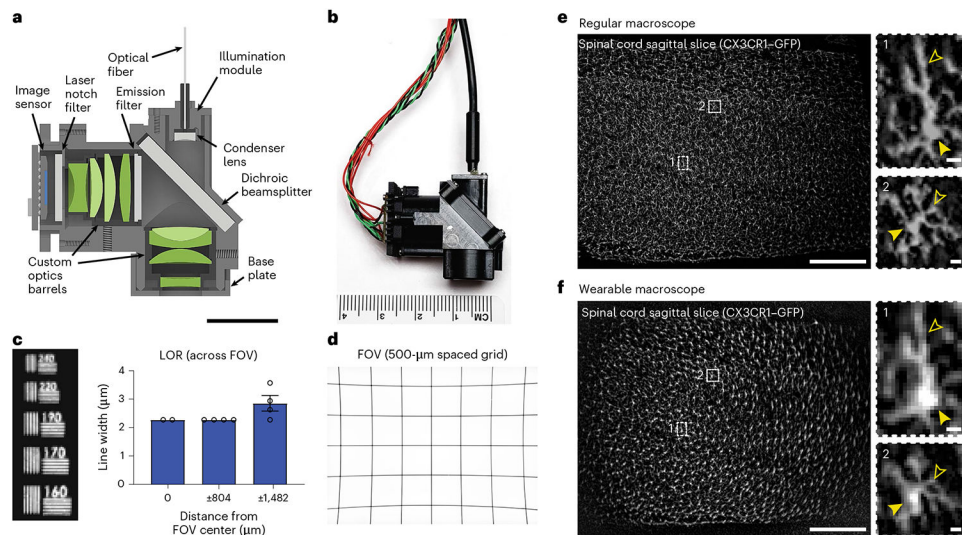 a
Optical
fiber
Illumination
module
Image
sensor
Laser
notch
filter
Emission
filter
Condenser
lens
Dichroic
beamsplitter
Custom
optics
barrels
Base
plate
b
4
3
2
1
CM
c
240
220
190
170
160
LOR (across FOV)
Line width (μm)
4
3
2
1
0
0
±804
±1,482
Distance from
FOV center (μm)
d
FOV (500-μm spaced grid)
e Regular macroscope
Spinal cord sagittal slice (CX3CR1–GFP)
2
1
1
2
f Wearable macroscope
Spinal cord sagittal slice (CX3CR1–GFP)
2
1
1
2